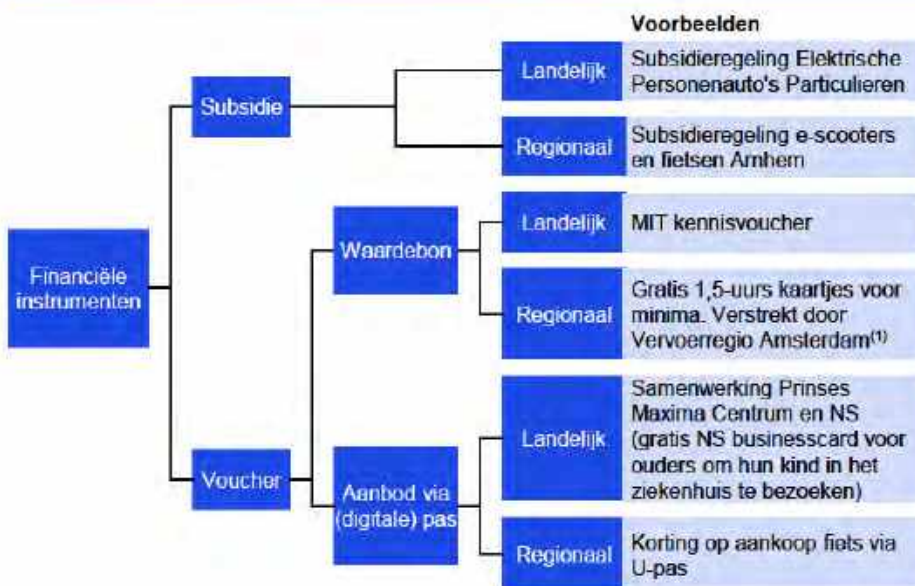 Voorbeelden
Financiële
instrumenten
Subsidie
Landelijk
Subsidieregeling Elektrische
Personenauto's Particulieren
Regionaal
Subsidieregeling e-scooters
en fietsen Arnhem
Voucher
Waardebon
Landelijk
MIT kennisvoucher
Regionaal
Gratis 1,5-uurs kaartjes voor
minima. Verstrekt door
Vervoerregio Amsterdam(1)
Aanbod via
(digitale) pas
Landelijk
Samenwerking Prinses
Maxima Centrum en NS
(gratis NS businesscard voor
ouders om hun kind in het
ziekenhuis te bezoeken)
Regionaal
Korting op aankoop fiets via
U-pas